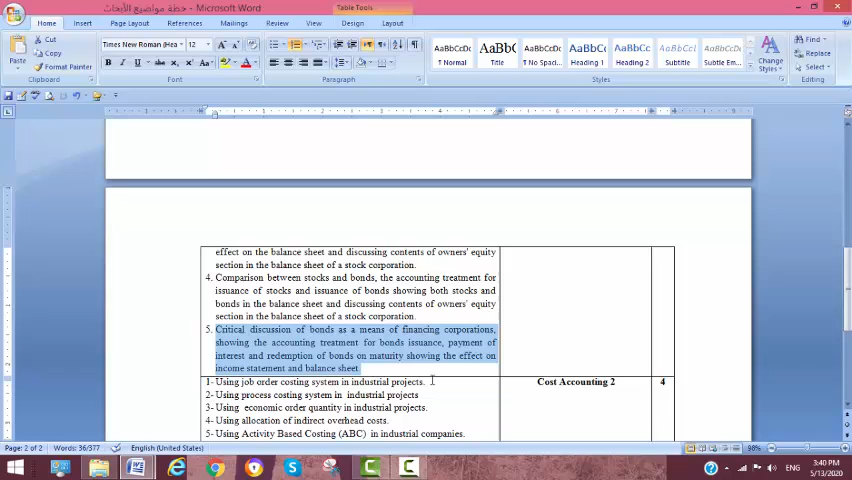 خطة مواضيع الأبحاث - Microsoft Word
Table Tools
Home Insert Page Layout References Mailings Review View Design Layout
Cut
Copy
Format Painter
Paste
Clipboard
Times New Roman (Hea 12
Font
Paragraph
AaBbCcDc AaBbC AaBbCcDc AaBbC AaBbCc AaBbCcL AaBbCcDc
¶ Normal Title ¶ No Spaci... Heading 1 Heading 2 Subtitle Subtle Em...
Styles
Change Styles
Find
Replace
Select
Editing
effect on the balance sheet and discussing contents of owners' equity
section in the balance sheet of a stock corporation.
4. Comparison between stocks and bonds, the accounting treatment for
issuance of stocks and issuance of bonds showing both stocks and
bonds in the balance sheet and discussing contents of owners' equity
section in the balance sheet of a stock corporation.
5. Critical discussion of bonds as a means of financing corporations,
showing the accounting treatment for bonds issuance, payment of
interest and redemption of bonds on maturity showing the effect on
income statement and balance sheet.
1- Using job order costing system in industrial projects.
Cost Accounting 2
4
2- Using process costing system in industrial projects
3- Using economic order quantity in industrial projects.
4- Using allocation of indirect overhead costs.
5- Using Activity Based Costing (ABC) in industrial companies.
Page: 2 of 2 Words: 36/377 English (United States) 98%
ENG
3:40 PM
5/13/2020